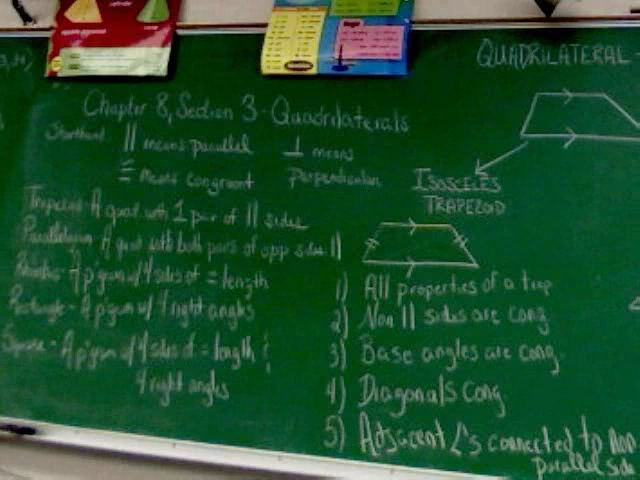 QUADRILATERAL
Chapter 8, Section 3 - Quadrilaterals
Shorthand || means parallel ⊥ means
≅ Means congruent Perpendicular
Trapezoid - A quad with 1 pair of || sides
Parallelogram - A quad with both pairs of opp sides ||
Rhombus - A p'gram w/ 4 sides of = length
Rectangle - A p'gram w/ 4 right angles
Square - A p'gram w/ 4 sides of = length &
4 right angles
ISOSCELES
TRAPEZOID
1) All properties of a trap
2) Non || sides are cong
3) Base angles are cong.
4) Diagonals Cong
5) Adjacent ∠'s connected to non
parallel side